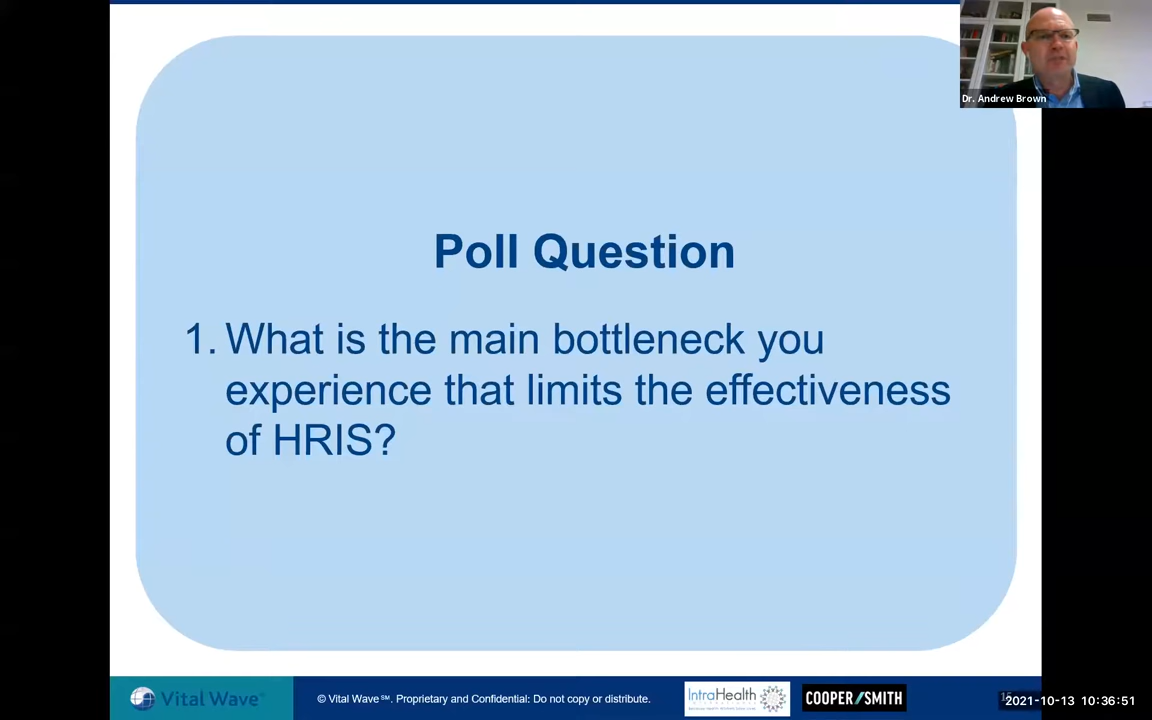 Dr. Andrew Brown
Poll Question
1. What is the main bottleneck you
experience that limits the effectiveness
of HRIS?
Vital Wave
© Vital Wave℠. Proprietary and Confidential: Do not copy or distribute.
IntraHealth
COOPER/SMITH
2021-10-13 10:36:51